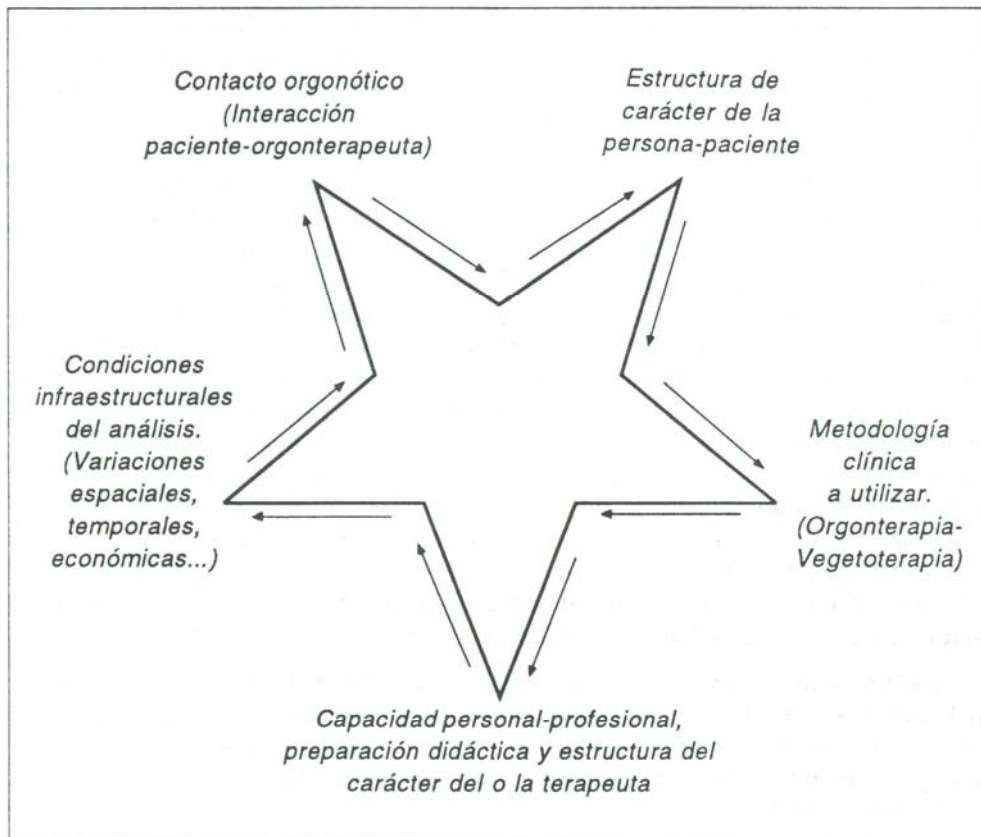 Contacto orgonótico
(Interacción
paciente-orgonterapeuta)
Estructura de
carácter de la
persona-paciente
Condiciones
infraestructurales
del análisis.
(Variaciones
espaciales,
temporales,
económicas...)
Metodología
clínica
a utilizar.
(Orgonterapia-
Vegetoterapia)
Capacidad personal-profesional,
preparación didáctica y estructura del
carácter del o la terapeuta